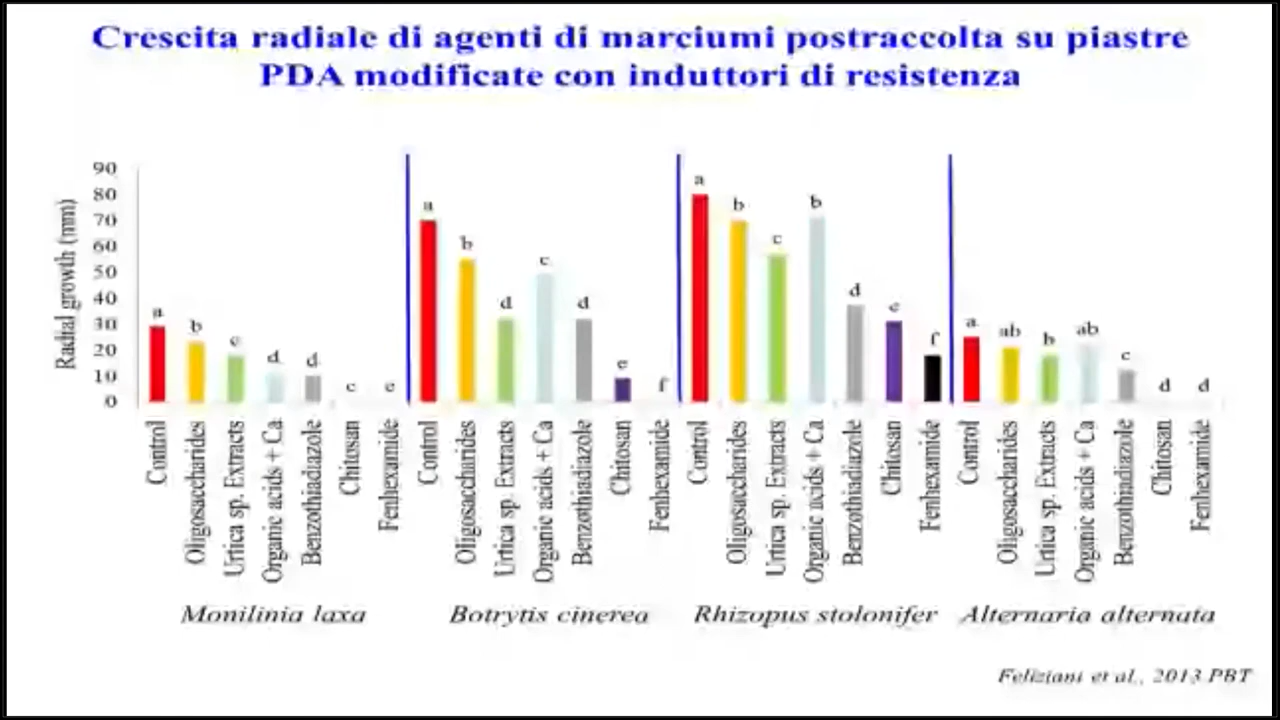 Crescita radiale di agenti di marciumi postraccolta su piastre
PDA modificate con induttori di resistenza
Radial growth (mm)
90
80
70
60
50
40
30
20
10
0
a b c d d e e
a b d c d e f
a b c b d e f
a ab b ab c d d
Control Oligosaccharides Urtica sp. Extracts Organic acids + Ca Benzothiadiazole Chitosan Fenhexamide
Control Oligosaccharides Urtica sp. Extracts Organic acids + Ca Benzothiadiazole Chitosan Fenhexamide
Control Oligosaccharides Urtica sp. Extracts Organic acids + Ca Benzothiadiazole Chitosan Fenhexamide
Control Oligosaccharides Urtica sp. Extracts Organic acids + Ca Benzothiadiazole Chitosan Fenhexamide
Monilinia laxa Botrytis cinerea Rhizopus stolonifer Alternaria alternata
Feliziani et al., 2013 PBT